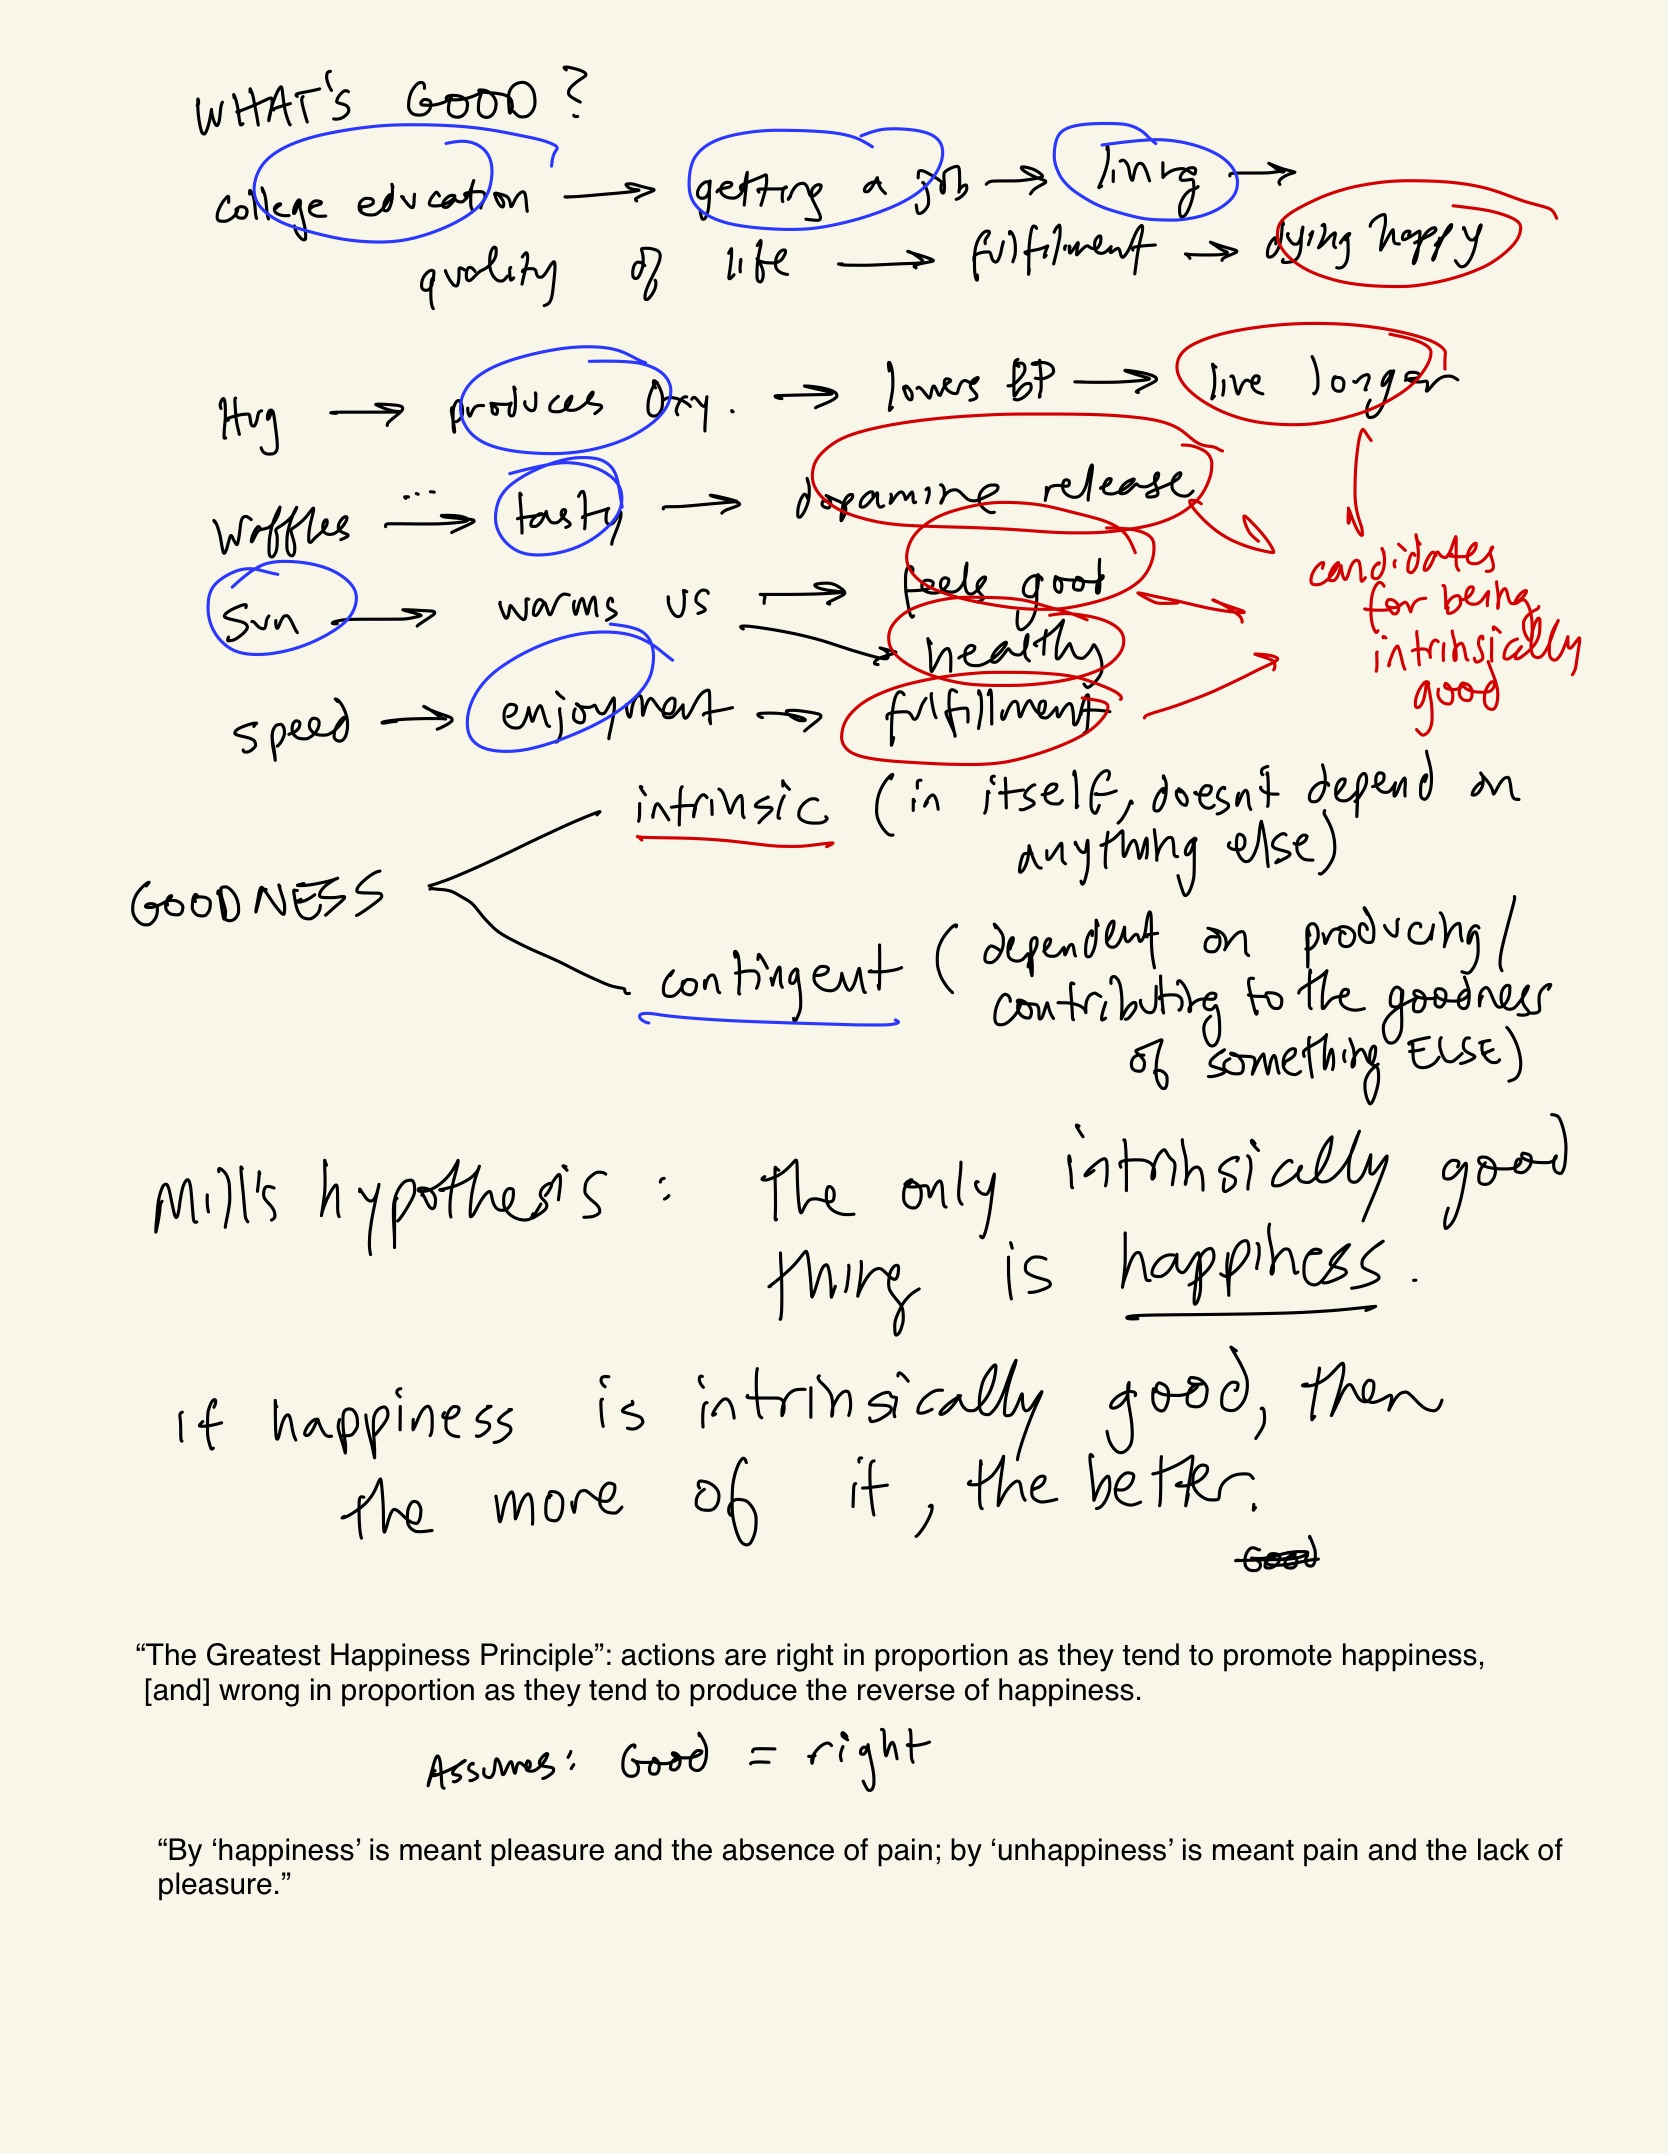 WHAT'S GOOD?
college education → getting a job → living →
quality of life → fulfilment → dying happy
Hug → produces Oxy. → lowers BP → live longer
Waffles ... → tasty → dopamine release
candidates
for being
intrinsically
good
Sun → warms us → feels good
healthy
speed → enjoyment → fulfillment
intrinsic (in itself, doesn't depend on
anything else)
GOODNESS
contingent (dependent on producing/
contributing to the goodness
of something ELSE)
Mill's hypothesis: the only intrinsically good
thing is happiness.
if happiness is intrinsically good, then
the more of it, the better.
“The Greatest Happiness Principle”: actions are right in proportion as they tend to promote happiness,
[and] wrong in proportion as they tend to produce the reverse of happiness.
Assumes: Good = right
“By ‘happiness’ is meant pleasure and the absence of pain; by ‘unhappiness’ is meant pain and the lack of
pleasure.”